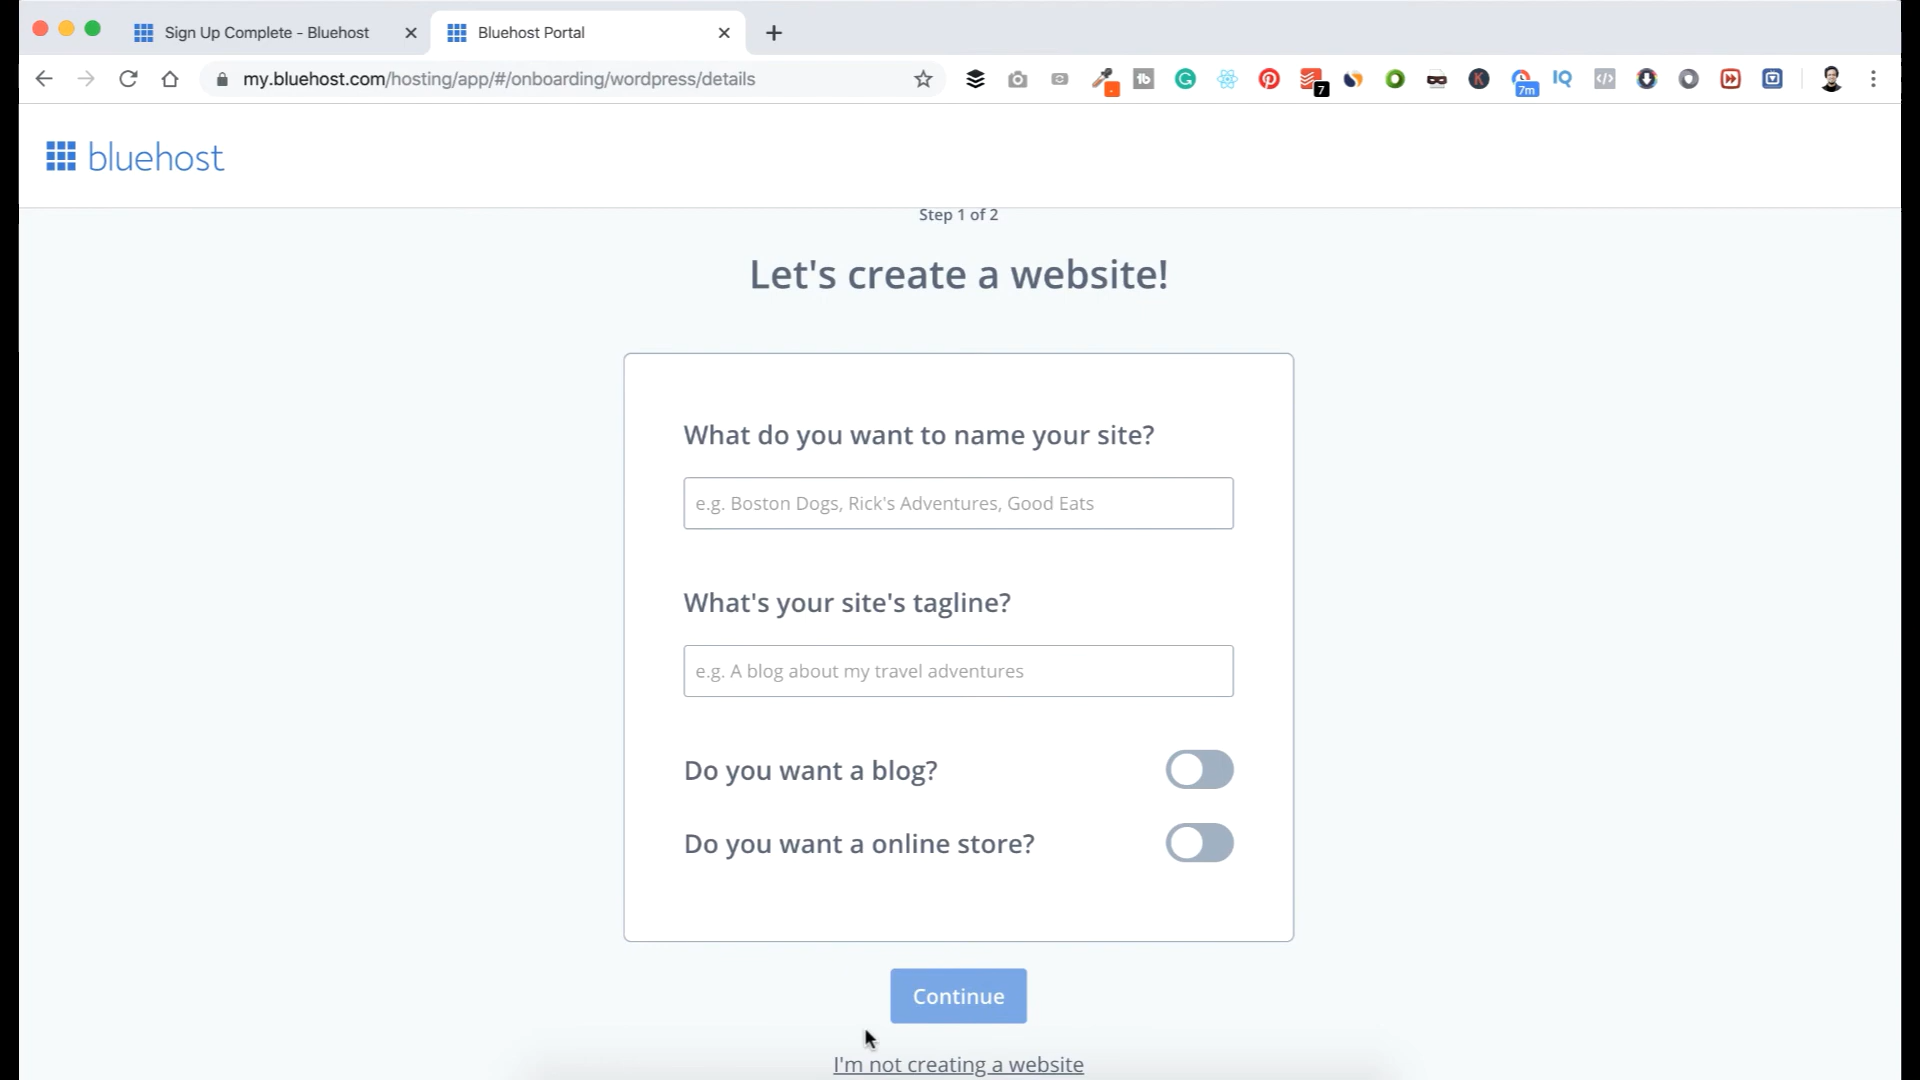 Sign Up Complete - Bluehost
Bluehost Portal
my.bluehost.com/hosting/app/#/onboarding/wordpress/details
7
7m
IQ
bluehost
Step 1 of 2
Let's create a website!
What do you want to name your site?
e.g. Boston Dogs, Rick's Adventures, Good Eats
What's your site's tagline?
e.g. A blog about my travel adventures
Do you want a blog?
Do you want a online store?
Continue
I'm not creating a website